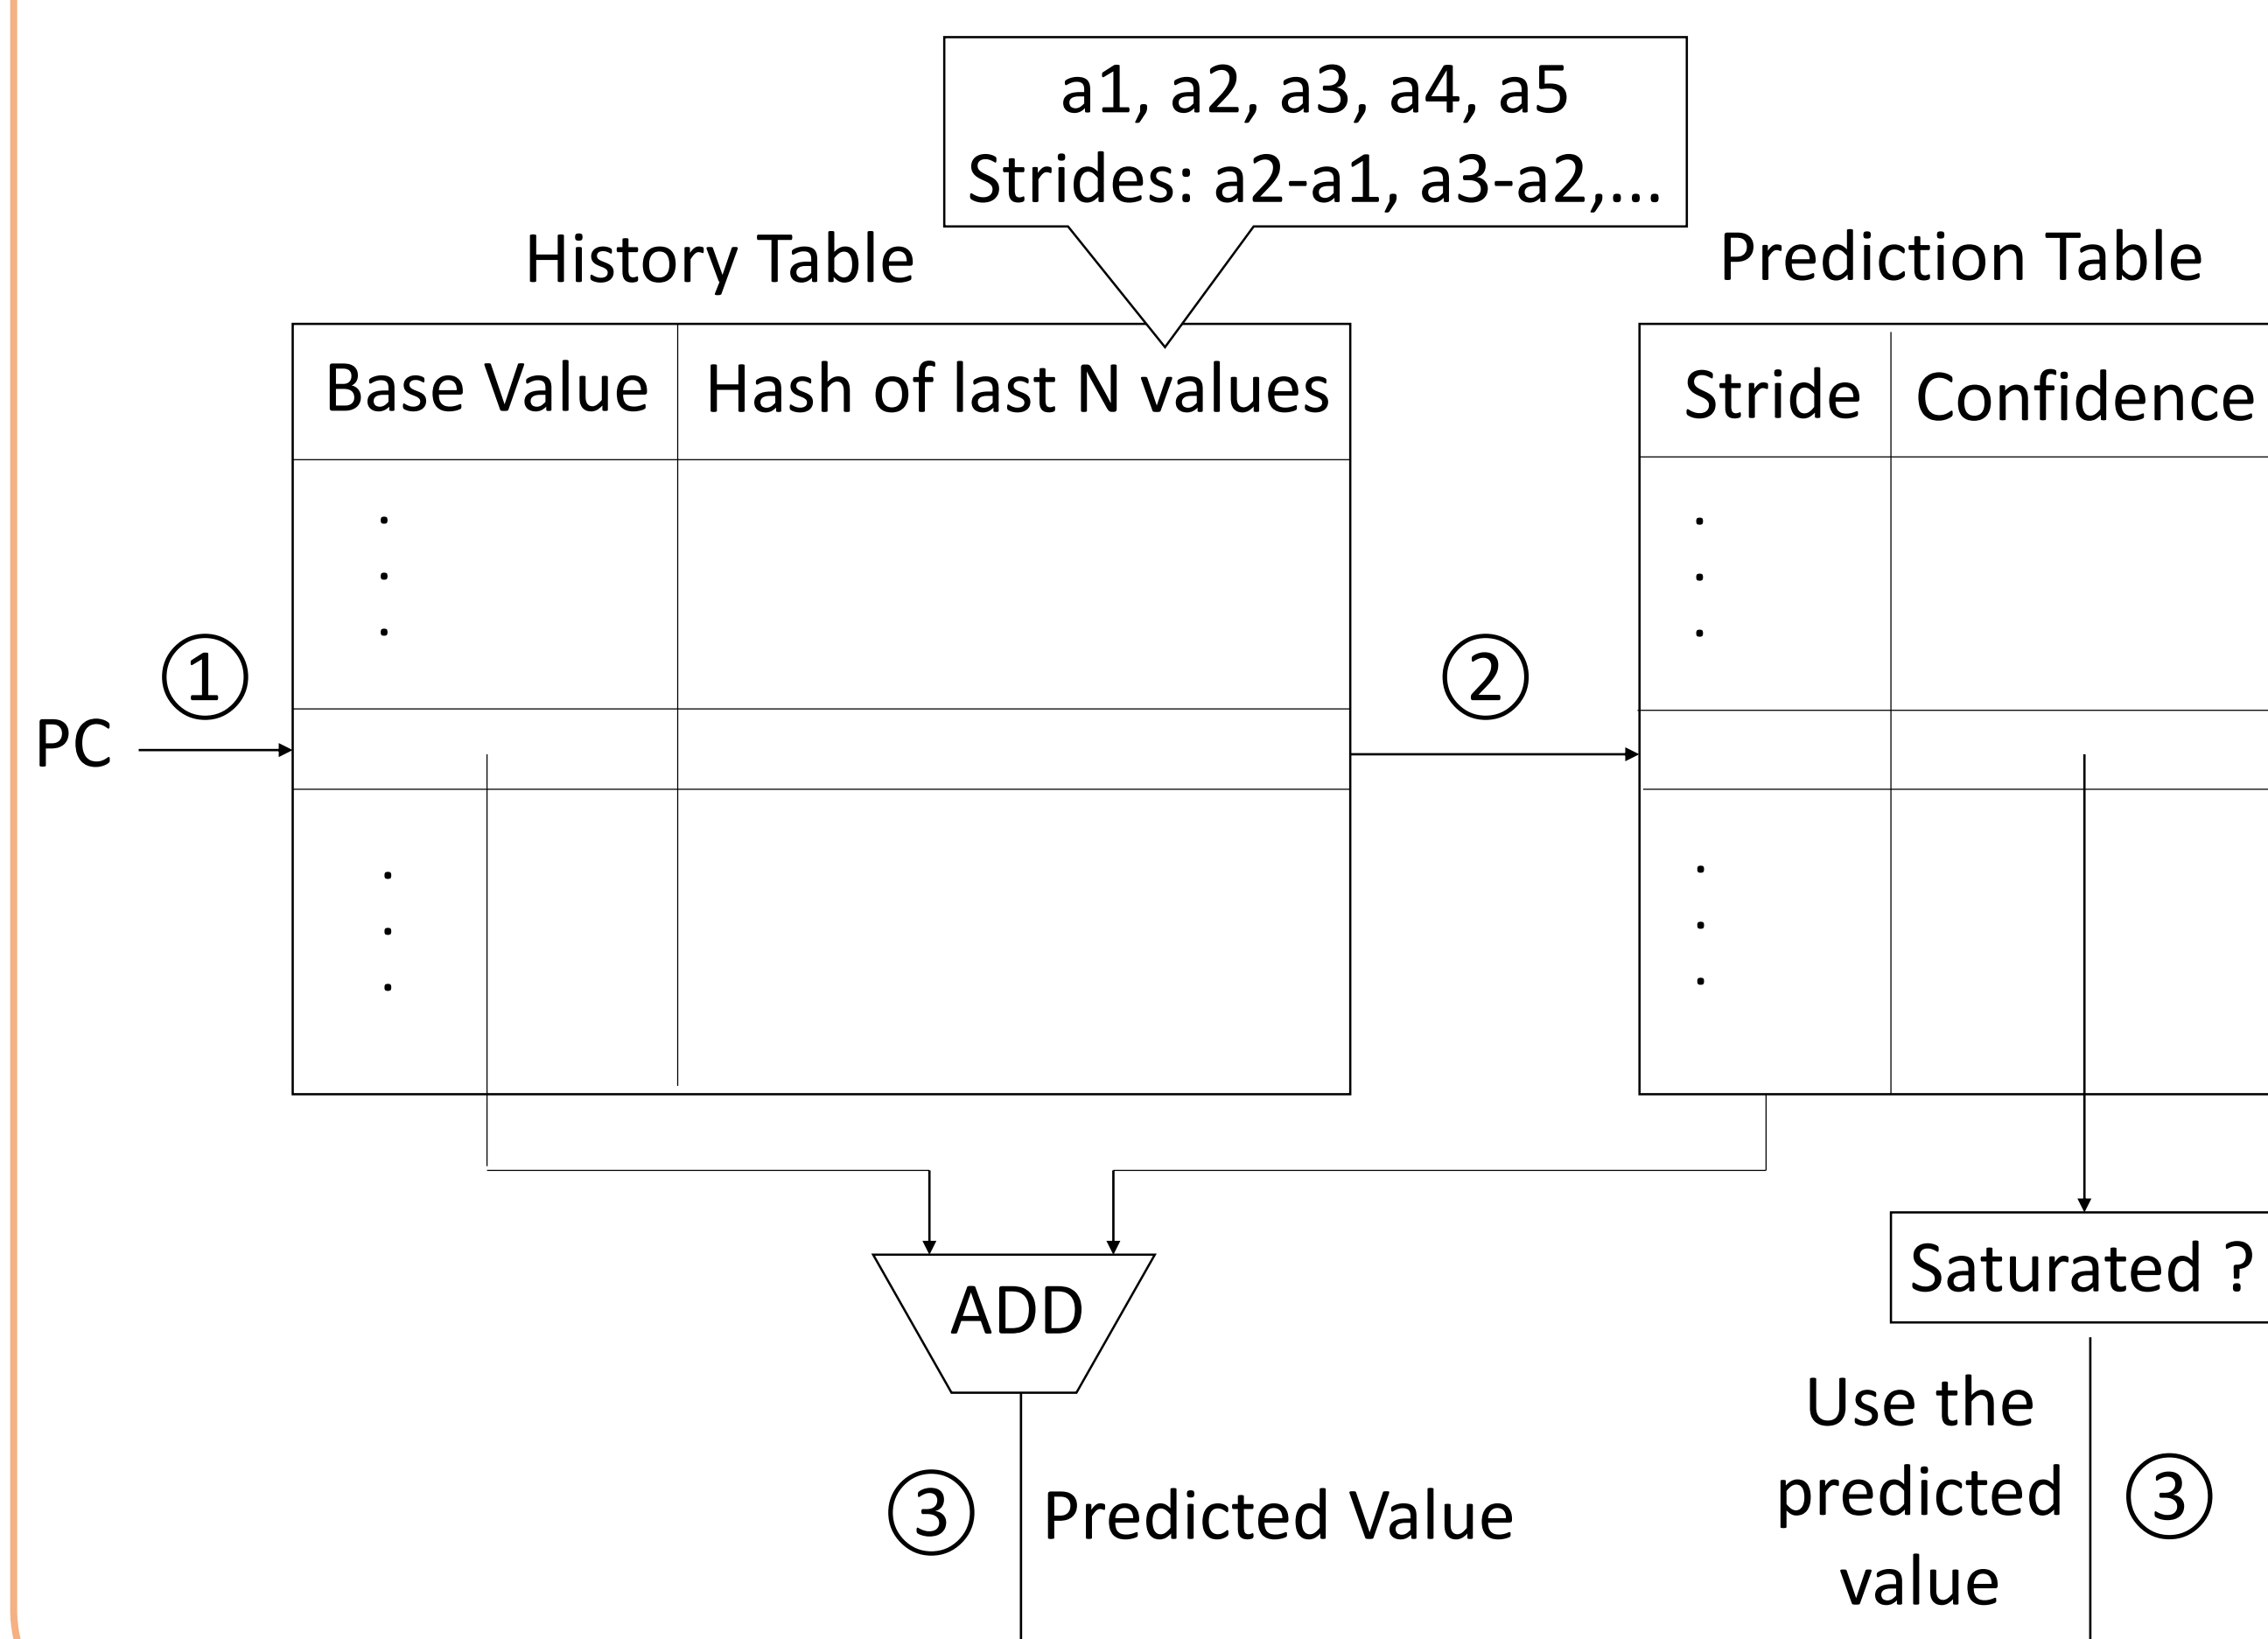 a1, a2, a3, a4, a5
Strides: a2-a1, a3-a2,...
History Table
Prediction Table
Base Value
Hash of last N values
Stride
Confidence
1
2
PC
ADD
Saturated ?
Use the
predicted
value
3
Predicted Value
3